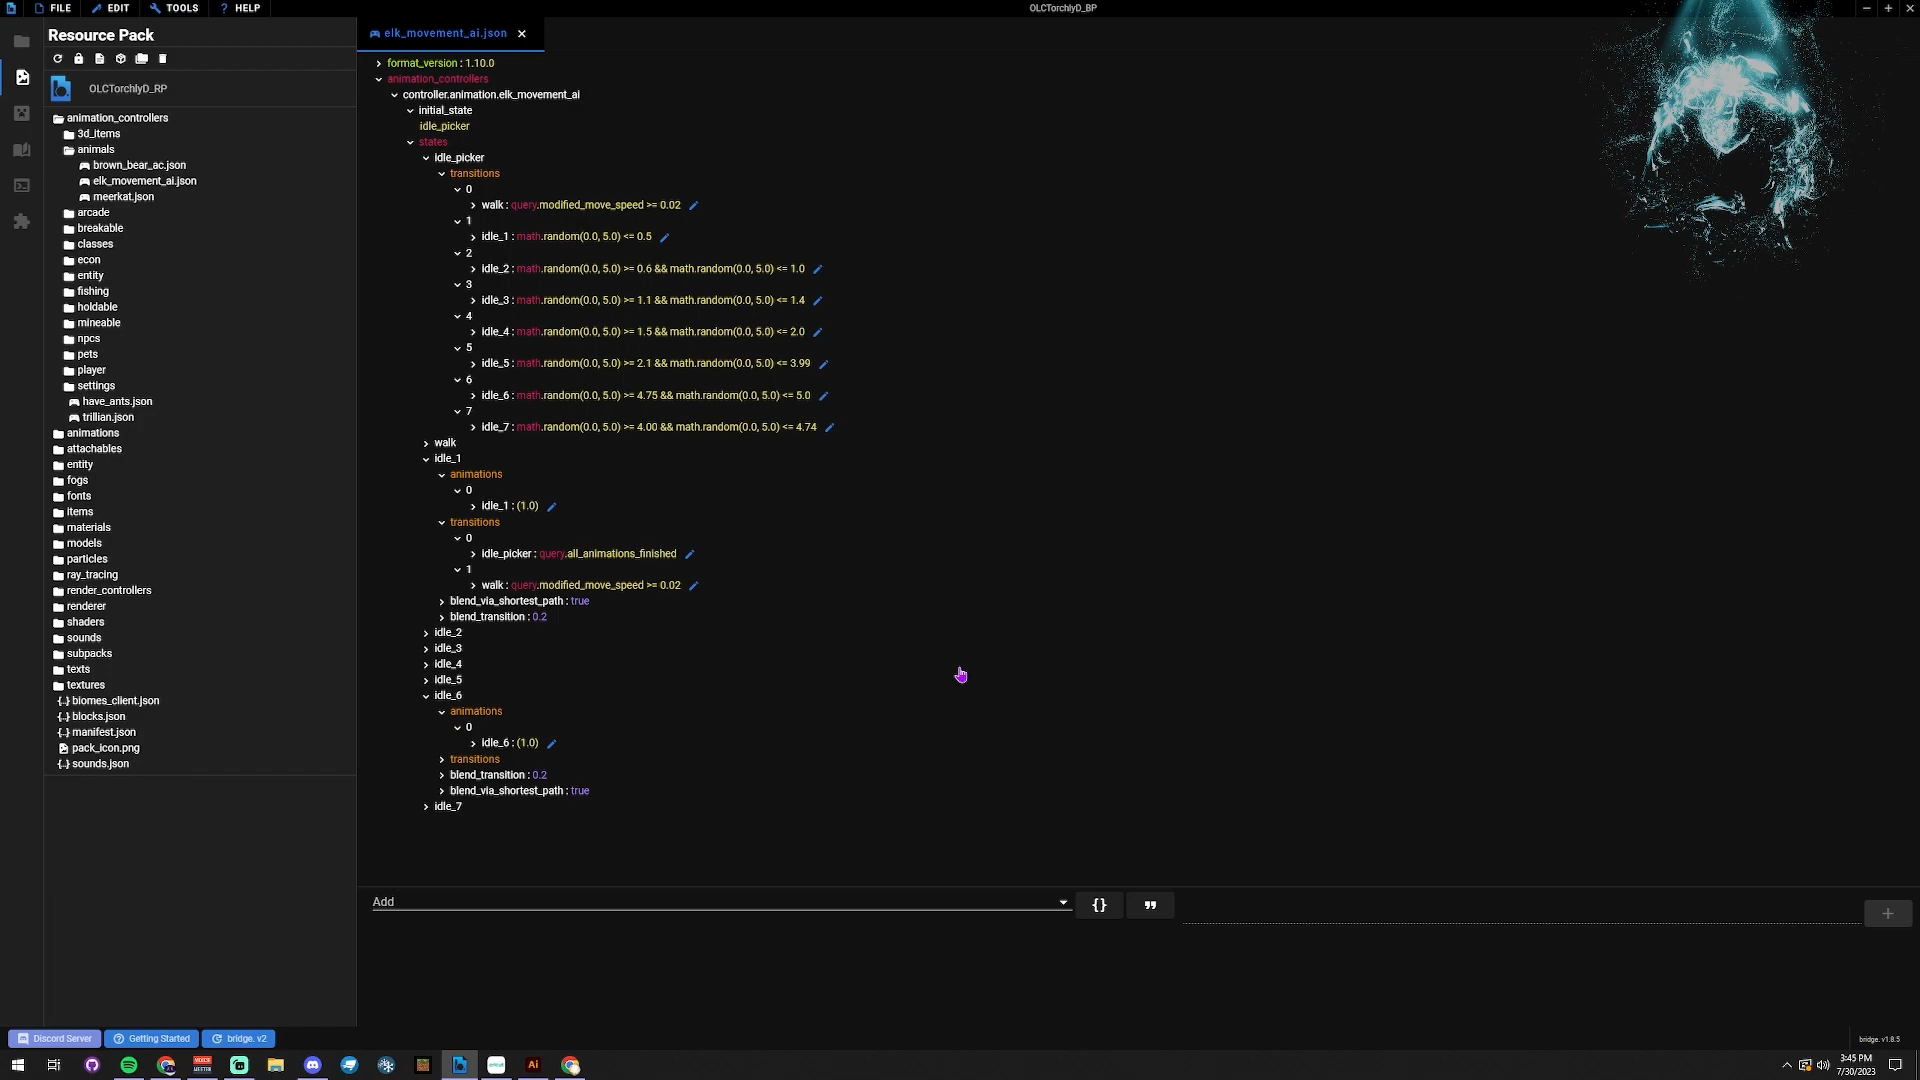 FILE EDIT TOOLS HELP OLCTorchlyD_BP
Resource Pack
elk_movement_ai.json
OLCTorchlyD_RP
animation_controllers
3d_items
animals
brown_bear_ac.json
elk_movement_ai.json
meerkat.json
arcade
breakable
classes
econ
entity
fishing
holdable
mineable
npcs
pets
player
settings
have_ants.json
trillian.json
animations
attachables
entity
fogs
fonts
items
materials
models
particles
ray_tracing
render_controllers
renderer
shaders
sounds
subpacks
texts
textures
biomes_client.json
blocks.json
manifest.json
pack_icon.png
sounds.json
format_version : 1.10.0
animation_controllers
controller.animation.elk_movement_ai
initial_state
idle_picker
states
idle_picker
transitions
0
walk : query.modified_move_speed >= 0.02
1
idle_1 : math.random(0.0, 5.0) <= 0.5
2
idle_2 : math.random(0.0, 5.0) >= 0.6 && math.random(0.0, 5.0) <= 1.0
3
idle_3 : math.random(0.0, 5.0) >= 1.1 && math.random(0.0, 5.0) <= 1.4
4
idle_4 : math.random(0.0, 5.0) >= 1.5 && math.random(0.0, 5.0) <= 2.0
5
idle_5 : math.random(0.0, 5.0) >= 2.1 && math.random(0.0, 5.0) <= 3.99
6
idle_6 : math.random(0.0, 5.0) >= 4.75 && math.random(0.0, 5.0) <= 5.0
7
idle_7 : math.random(0.0, 5.0) >= 4.00 && math.random(0.0, 5.0) <= 4.74
walk
idle_1
animations
0
idle_1 : (1.0)
transitions
0
idle_picker : query.all_animations_finished
1
walk : query.modified_move_speed >= 0.02
blend_via_shortest_path : true
blend_transition : 0.2
idle_2
idle_3
idle_4
idle_5
idle_6
animations
0
idle_6 : (1.0)
transitions
blend_transition : 0.2
blend_via_shortest_path : true
idle_7
Add
Discord Server Getting Started bridge. v2
bridge. v1.8.5
Ai
3:45 PM
7/30/2023